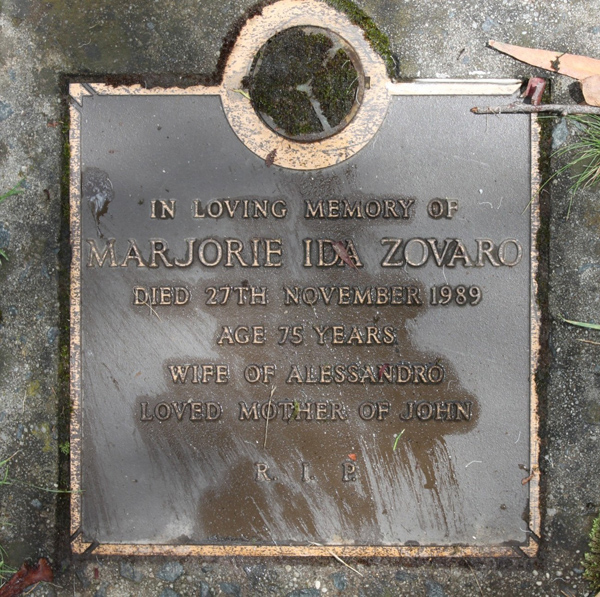 IN LOVING MEMORY OF
MARJORIE IDA ZOVARO
DIED 27TH NOVEMBER 1989
AGE 75 YEARS
WIFE OF ALESSANDRO
LOVED MOTHER OF JOHN
R. I. P.